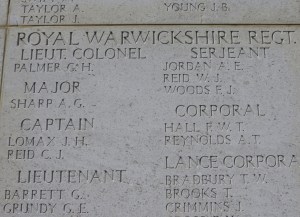 TAYLOR A.
TAYLOR J.
YOUNG J.B.
ROYAL WARWICKSHIRE REGT.
LIEUT. COLONEL
PALMER G.H.
MAJOR
SHARP A.G.
CAPTAIN
LOMAX J.H.
REID C.J.
LIEUTENANT
BARRETT G.
GRUNDY G.E.
SERJEANT
JORDAN A.E.
REID W.J.
WOODS F.J.
CORPORAL
HALL F.W.T.
REYNOLDS A.T.
LANCE CORPORA
BRADBURY T.W.
BROOKS T.
CRIMMINS J.